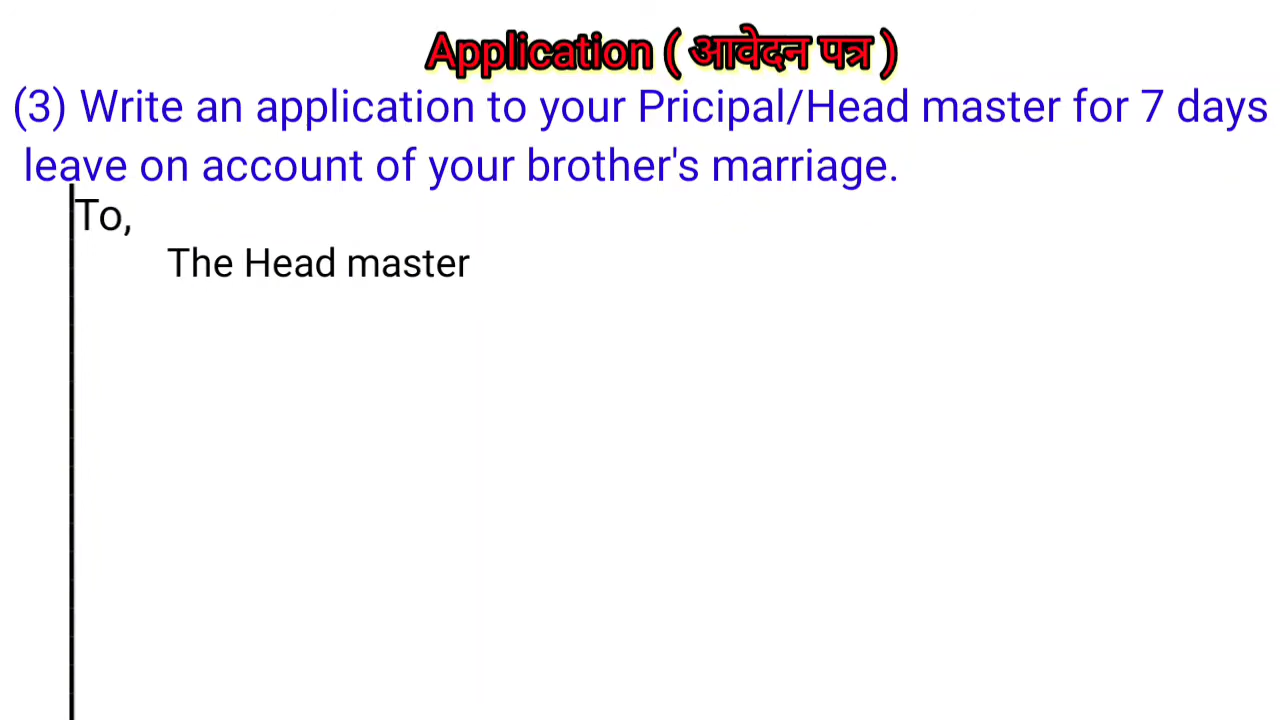 Application ( आवेदन पत्र )
(3) Write an application to your Pricipal/Head master for 7 days
leave on account of your brother's marriage.
To,
The Head master